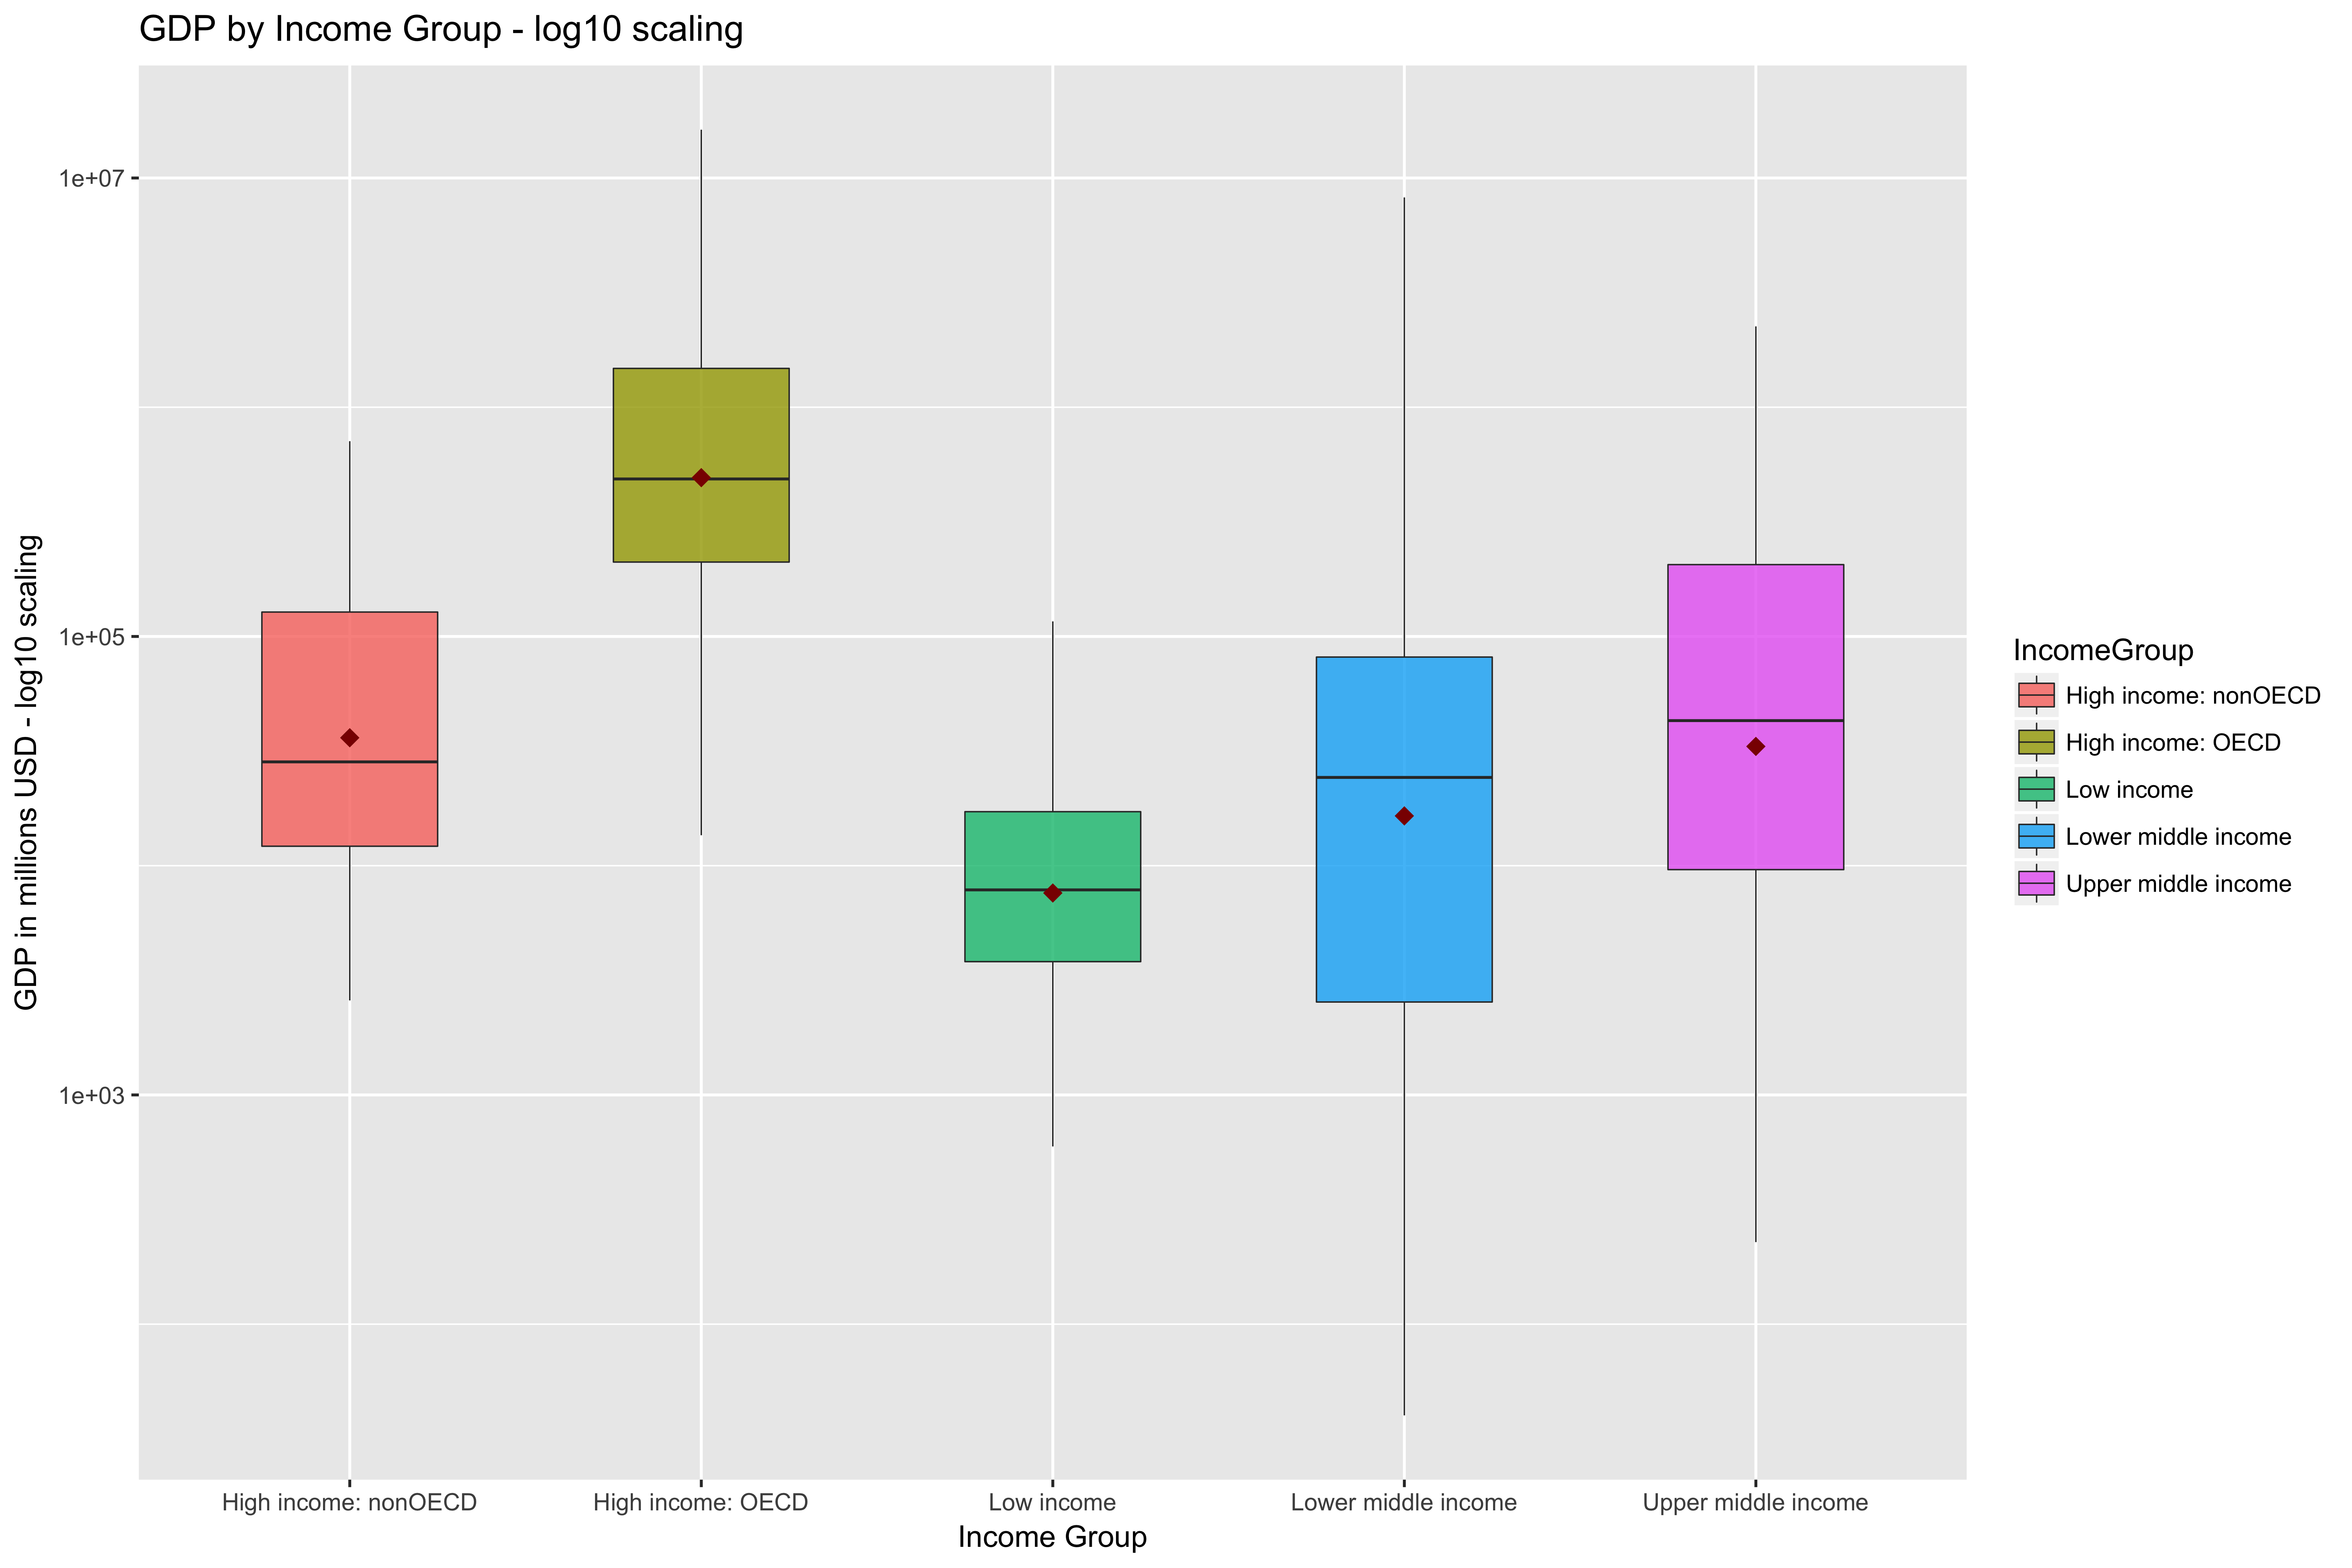 GDP by Income Group - log10 scaling
GDP in millions USD - log10 scaling
1e+07
1e+05
1e+03
High income: nonOECD
High income: OECD
Low income
Lower middle income
Upper middle income
Income Group
IncomeGroup
High income: nonOECD
High income: OECD
Low income
Lower middle income
Upper middle income